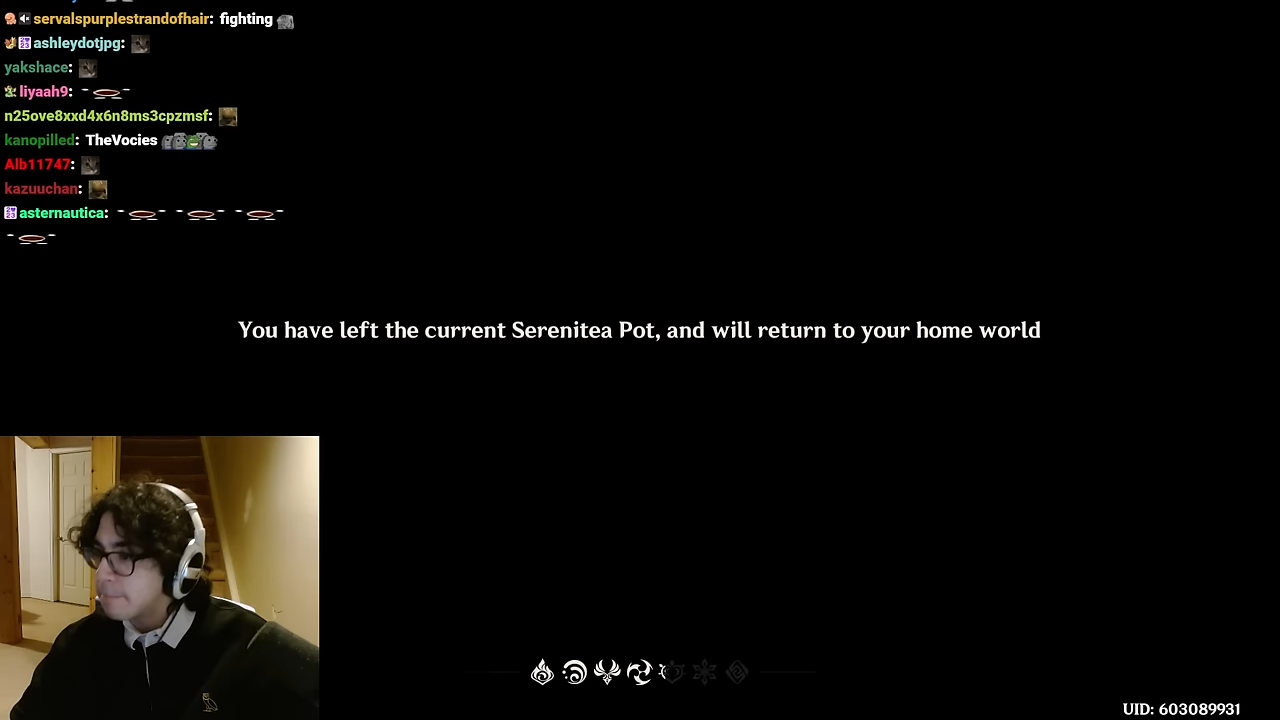 servalspurplestrandofhair: fighting
ashleydotjpg:
yakshace:
liyaah9:
n25ove8xxd4x6n8ms3cpzmsf:
kanopilled: TheVocies
Alb11747:
kazuuchan:
asternautica:
You have left the current Serenitea Pot, and will return to your home world
UID: 603089931